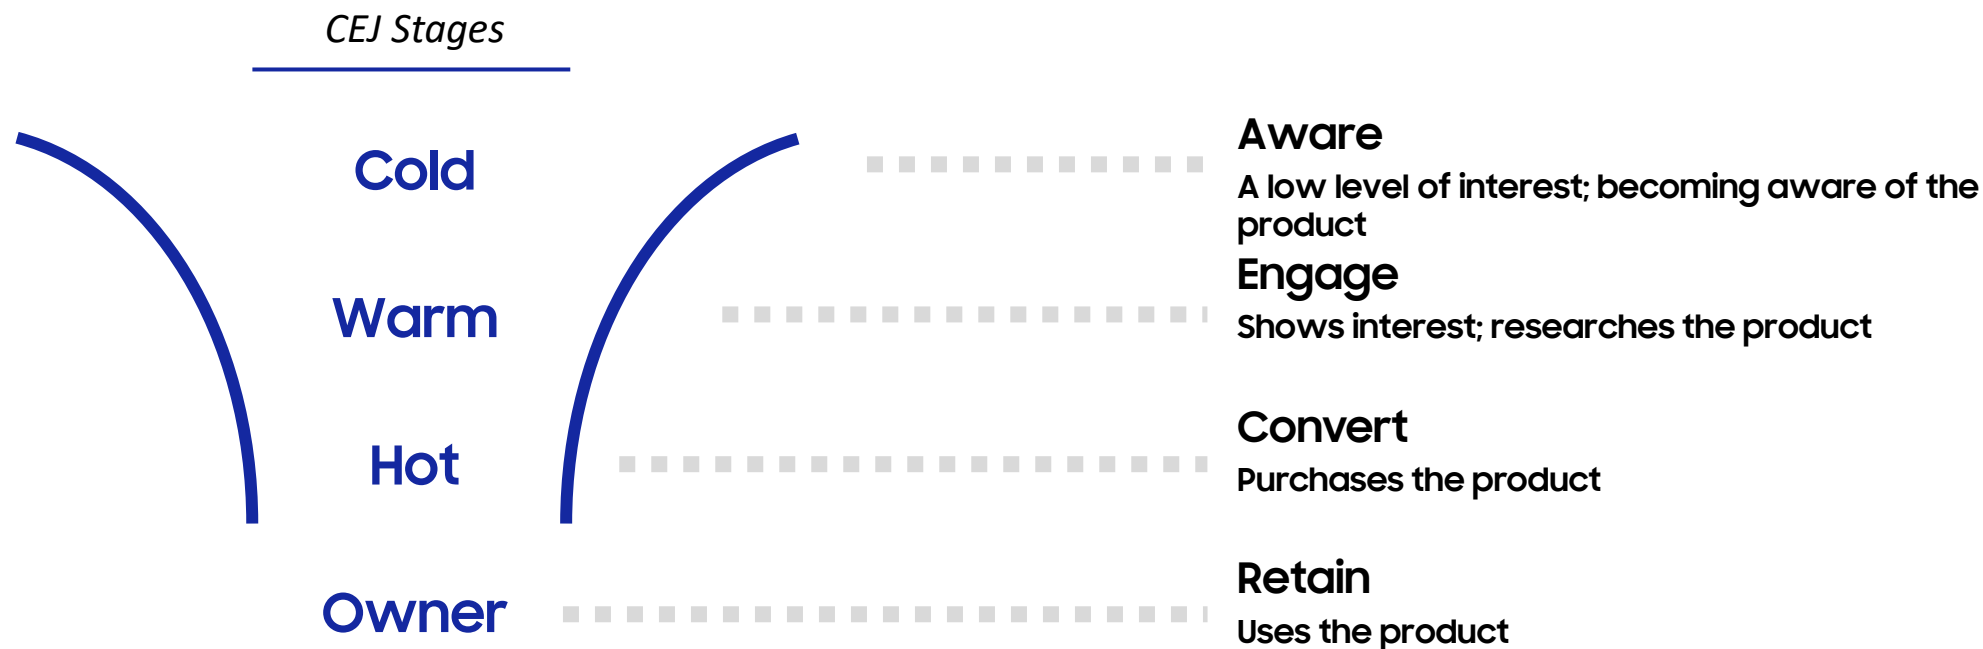 CEJ Stages
Cold
Aware
A low level of interest; becoming aware of the
product
Warm
Engage
Shows interest; researches the product
Hot
Convert
Purchases the product
Owner
Retain
Uses the product